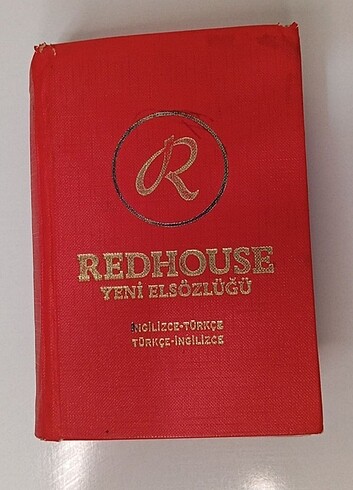 R
REDHOUSE
YENİ ELSÖZLÜĞÜ
İNGİLİZCE-TÜRKÇE
TÜRKÇE-İNGİLİZCE